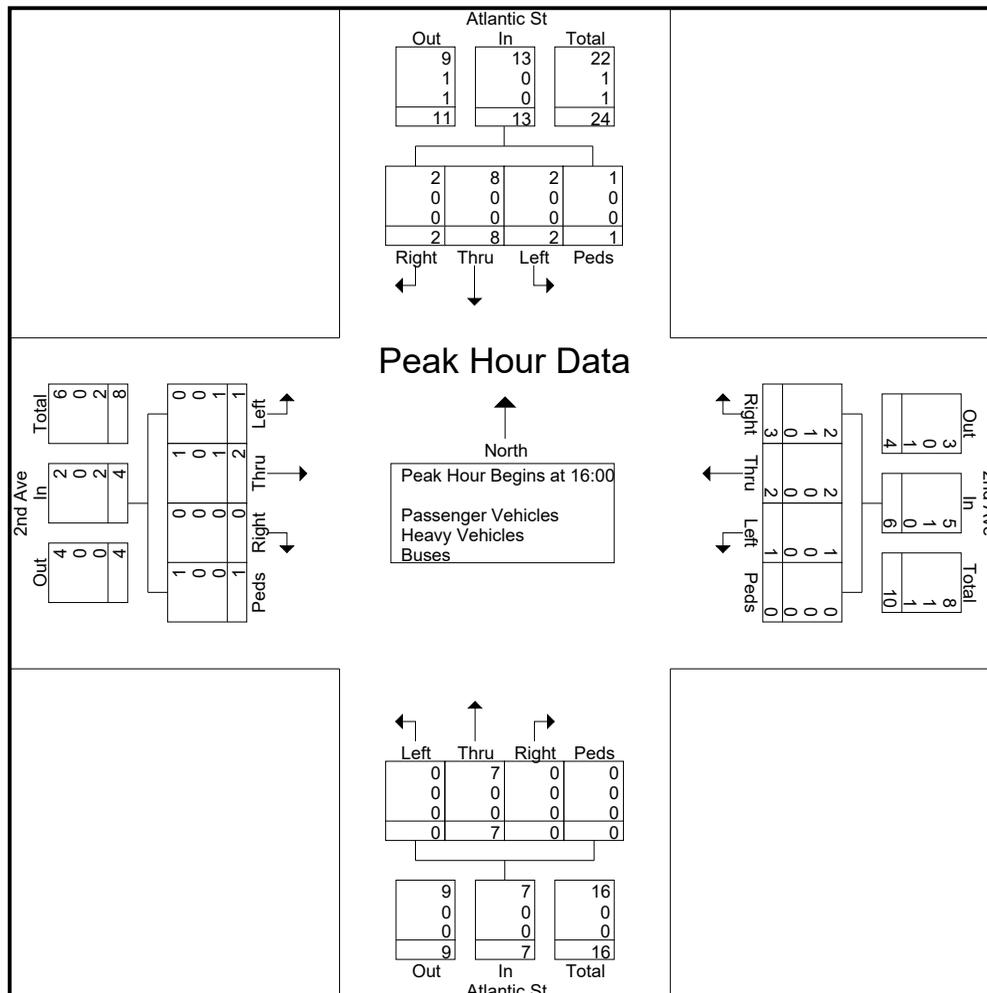 Atlantic St
Out In Total
9 13 22
1 0 1
1 0 1
11 13 24
2 8 2 1
0 0 0 0
0 0 0 0
2 8 2 1
Right Thru Left Peds
Peak Hour Data
North
Peak Hour Begins at 16:00
Passenger Vehicles
Heavy Vehicles
Buses
2nd Ave
Out In Total
4 2 6
0 0 0
0 2 2
4 4 8
1 0 1 0
0 0 0 0
0 0 1 1
1 0 2 1
Peds Right Thru Left
2nd Ave
Out In Total
3 5 8
0 1 1
1 0 1
4 6 10
2 2 1 0
1 0 0 0
0 0 0 0
3 2 1 0
Right Thru Left Peds
Left Thru Right Peds
0 7 0 0
0 0 0 0
0 0 0 0
0 7 0 0
9 7 16
0 0 0
0 0 0
9 7 16
Out In Total
Atlantic St